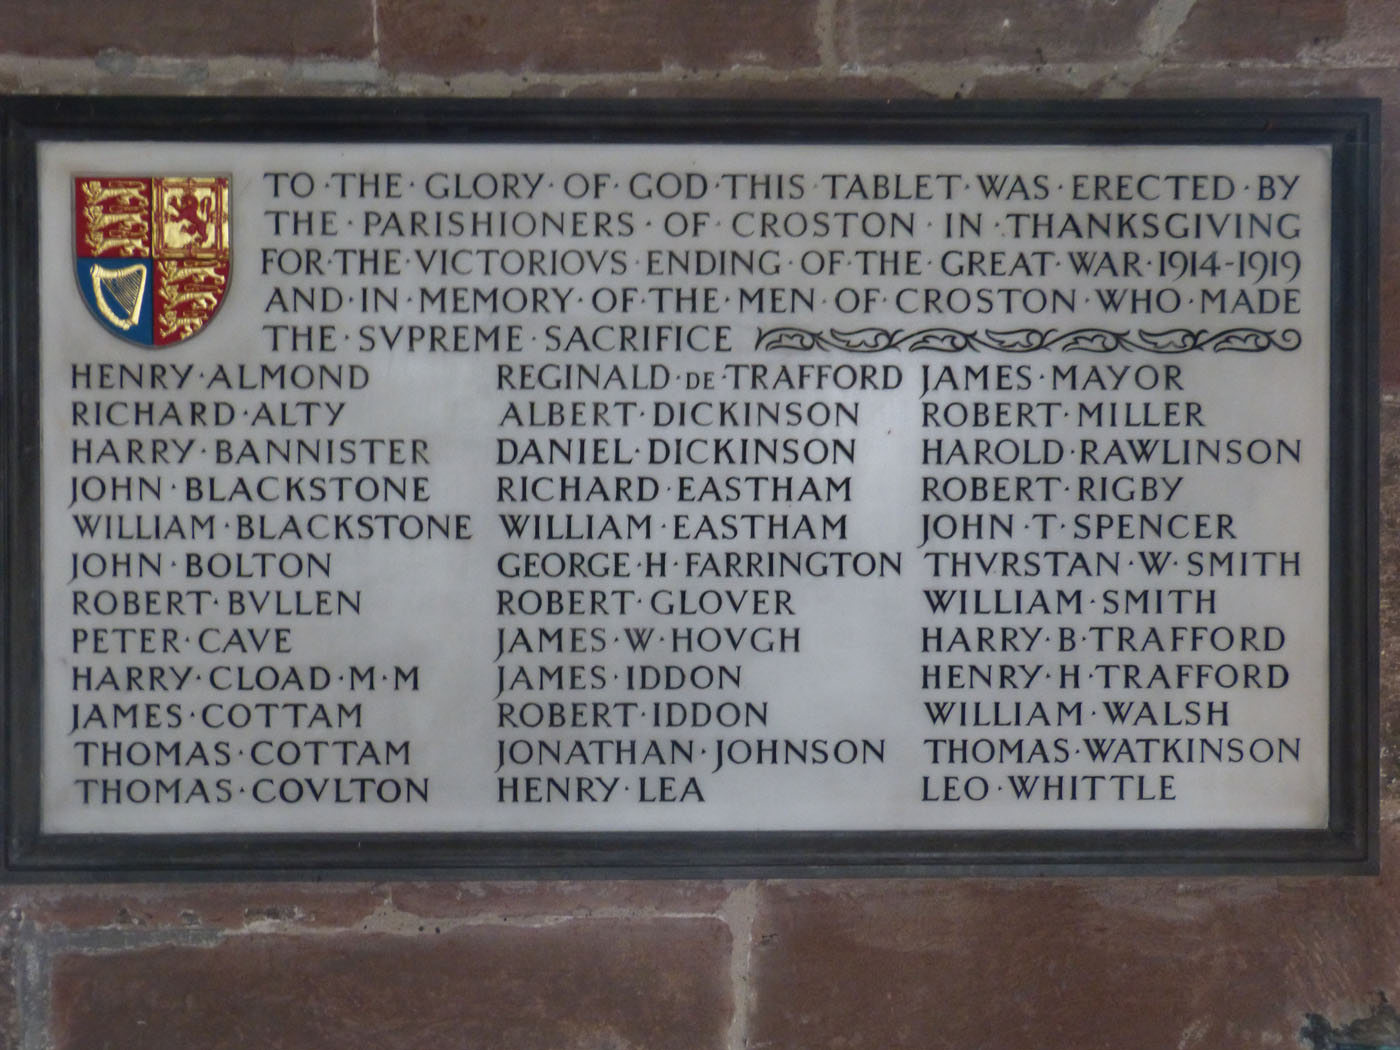 TO·THE·GLORY·OF·GOD·THIS·TABLET·WAS·ERECTED·BY
THE·PARISHIONERS·OF·CROSTON·IN·THANKSGIVING
FOR·THE·VICTORIOVS·ENDING·OF·THE·GREAT·WAR·1914-1919
AND·IN·MEMORY·OF·THE·MEN·OF·CROSTON·WHO·MADE
THE·SVPREME·SACRIFICE
HENRY·ALMOND
RICHARD·ALTY
HARRY·BANNISTER
JOHN·BLACKSTONE
WILLIAM·BLACKSTONE
JOHN·BOLTON
ROBERT·BVLLEN
PETER·CAVE
HARRY·CLOAD·M·M
JAMES·COTTAM
THOMAS·COTTAM
THOMAS·COVLTON
REGINALD·DE·TRAFFORD
ALBERT·DICKINSON
DANIEL·DICKINSON
RICHARD·EASTHAM
WILLIAM·EASTHAM
GEORGE·H·FARRINGTON
ROBERT·GLOVER
JAMES·W·HOVGH
JAMES·IDDON
ROBERT·IDDON
JONATHAN·JOHNSON
HENRY·LEA
JAMES·MAYOR
ROBERT·MILLER
HAROLD·RAWLINSON
ROBERT·RIGBY
JOHN·T·SPENCER
THVRSTAN·W·SMITH
WILLIAM·SMITH
HARRY·B·TRAFFORD
HENRY·H·TRAFFORD
WILLIAM·WALSH
THOMAS·WATKINSON
LEO·WHITTLE